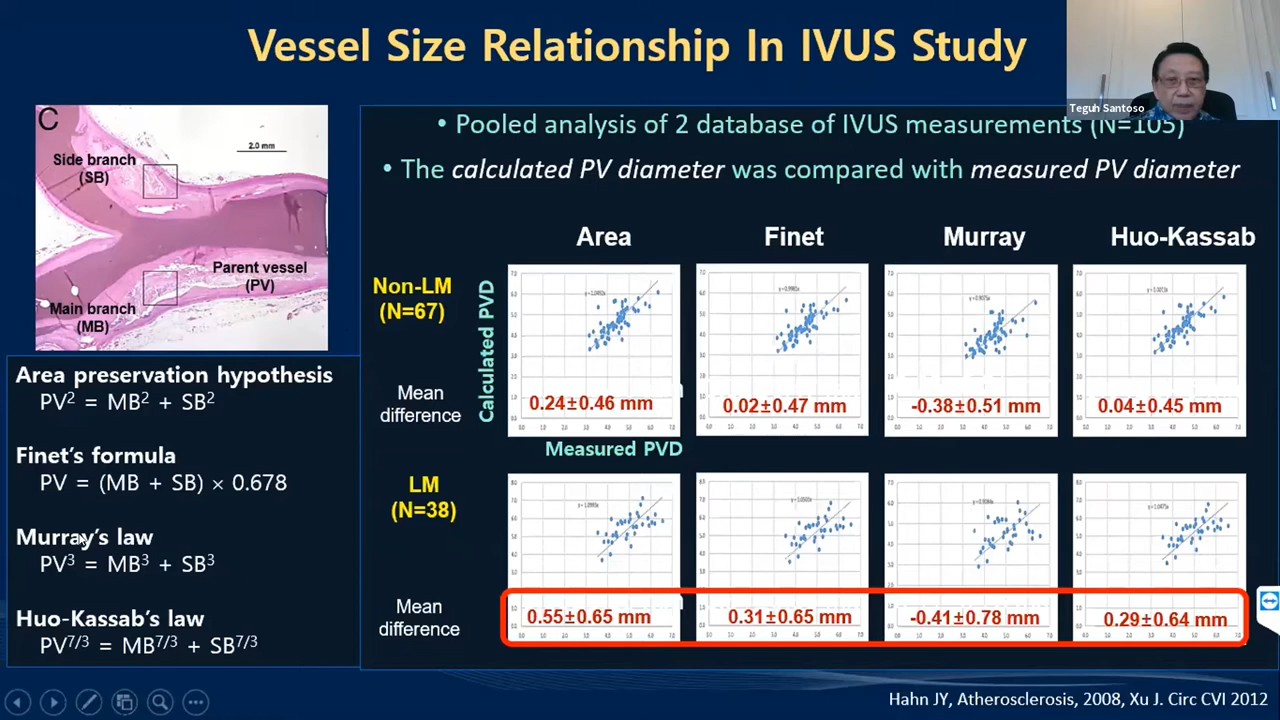 Vessel Size Relationship In IVUS Study
Teguh Santoso
C
2.0 mm
Side branch
(SB)
Parent vessel
(PV)
Main branch
(MB)
• Pooled analysis of 2 database of IVUS measurements (N=105)
• The calculated PV diameter was compared with measured PV diameter
Area preservation hypothesis
PV² = MB² + SB²
Finet's formula
PV = (MB + SB) × 0.678
Murray's law
PV³ = MB³ + SB³
Huo-Kassab's law
PV⁷/³ = MB⁷/³ + SB⁷/³
Area Finet Murray Huo-Kassab
Non-LM
(N=67)
Calculated PVD
Mean
difference
0.24±0.46 mm 0.02±0.47 mm -0.38±0.51 mm 0.04±0.45 mm
Measured PVD
LM
(N=38)
Mean
difference
0.55±0.65 mm 0.31±0.65 mm -0.41±0.78 mm 0.29±0.64 mm
Hahn JY, Atherosclerosis, 2008, Xu J. Circ CVI 2012